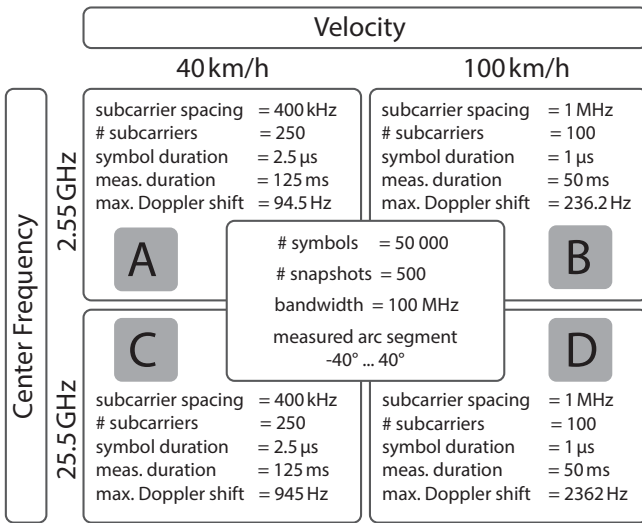 Velocity
40 km/h
100 km/h
Center Frequency
2.55 GHz
subcarrier spacing = 400 kHz
# subcarriers = 250
symbol duration = 2.5 µs
meas. duration = 125 ms
max. Doppler shift = 94.5 Hz
A
subcarrier spacing = 1 MHz
# subcarriers = 100
symbol duration = 1 µs
meas. duration = 50 ms
max. Doppler shift = 236.2 Hz
B
# symbols = 50 000
# snapshots = 500
bandwidth = 100 MHz
measured arc segment
-40° ... 40°
25.5 GHz
C
subcarrier spacing = 400 kHz
# subcarriers = 250
symbol duration = 2.5 µs
meas. duration = 125 ms
max. Doppler shift = 945 Hz
D
subcarrier spacing = 1 MHz
# subcarriers = 100
symbol duration = 1 µs
meas. duration = 50 ms
max. Doppler shift = 2362 Hz